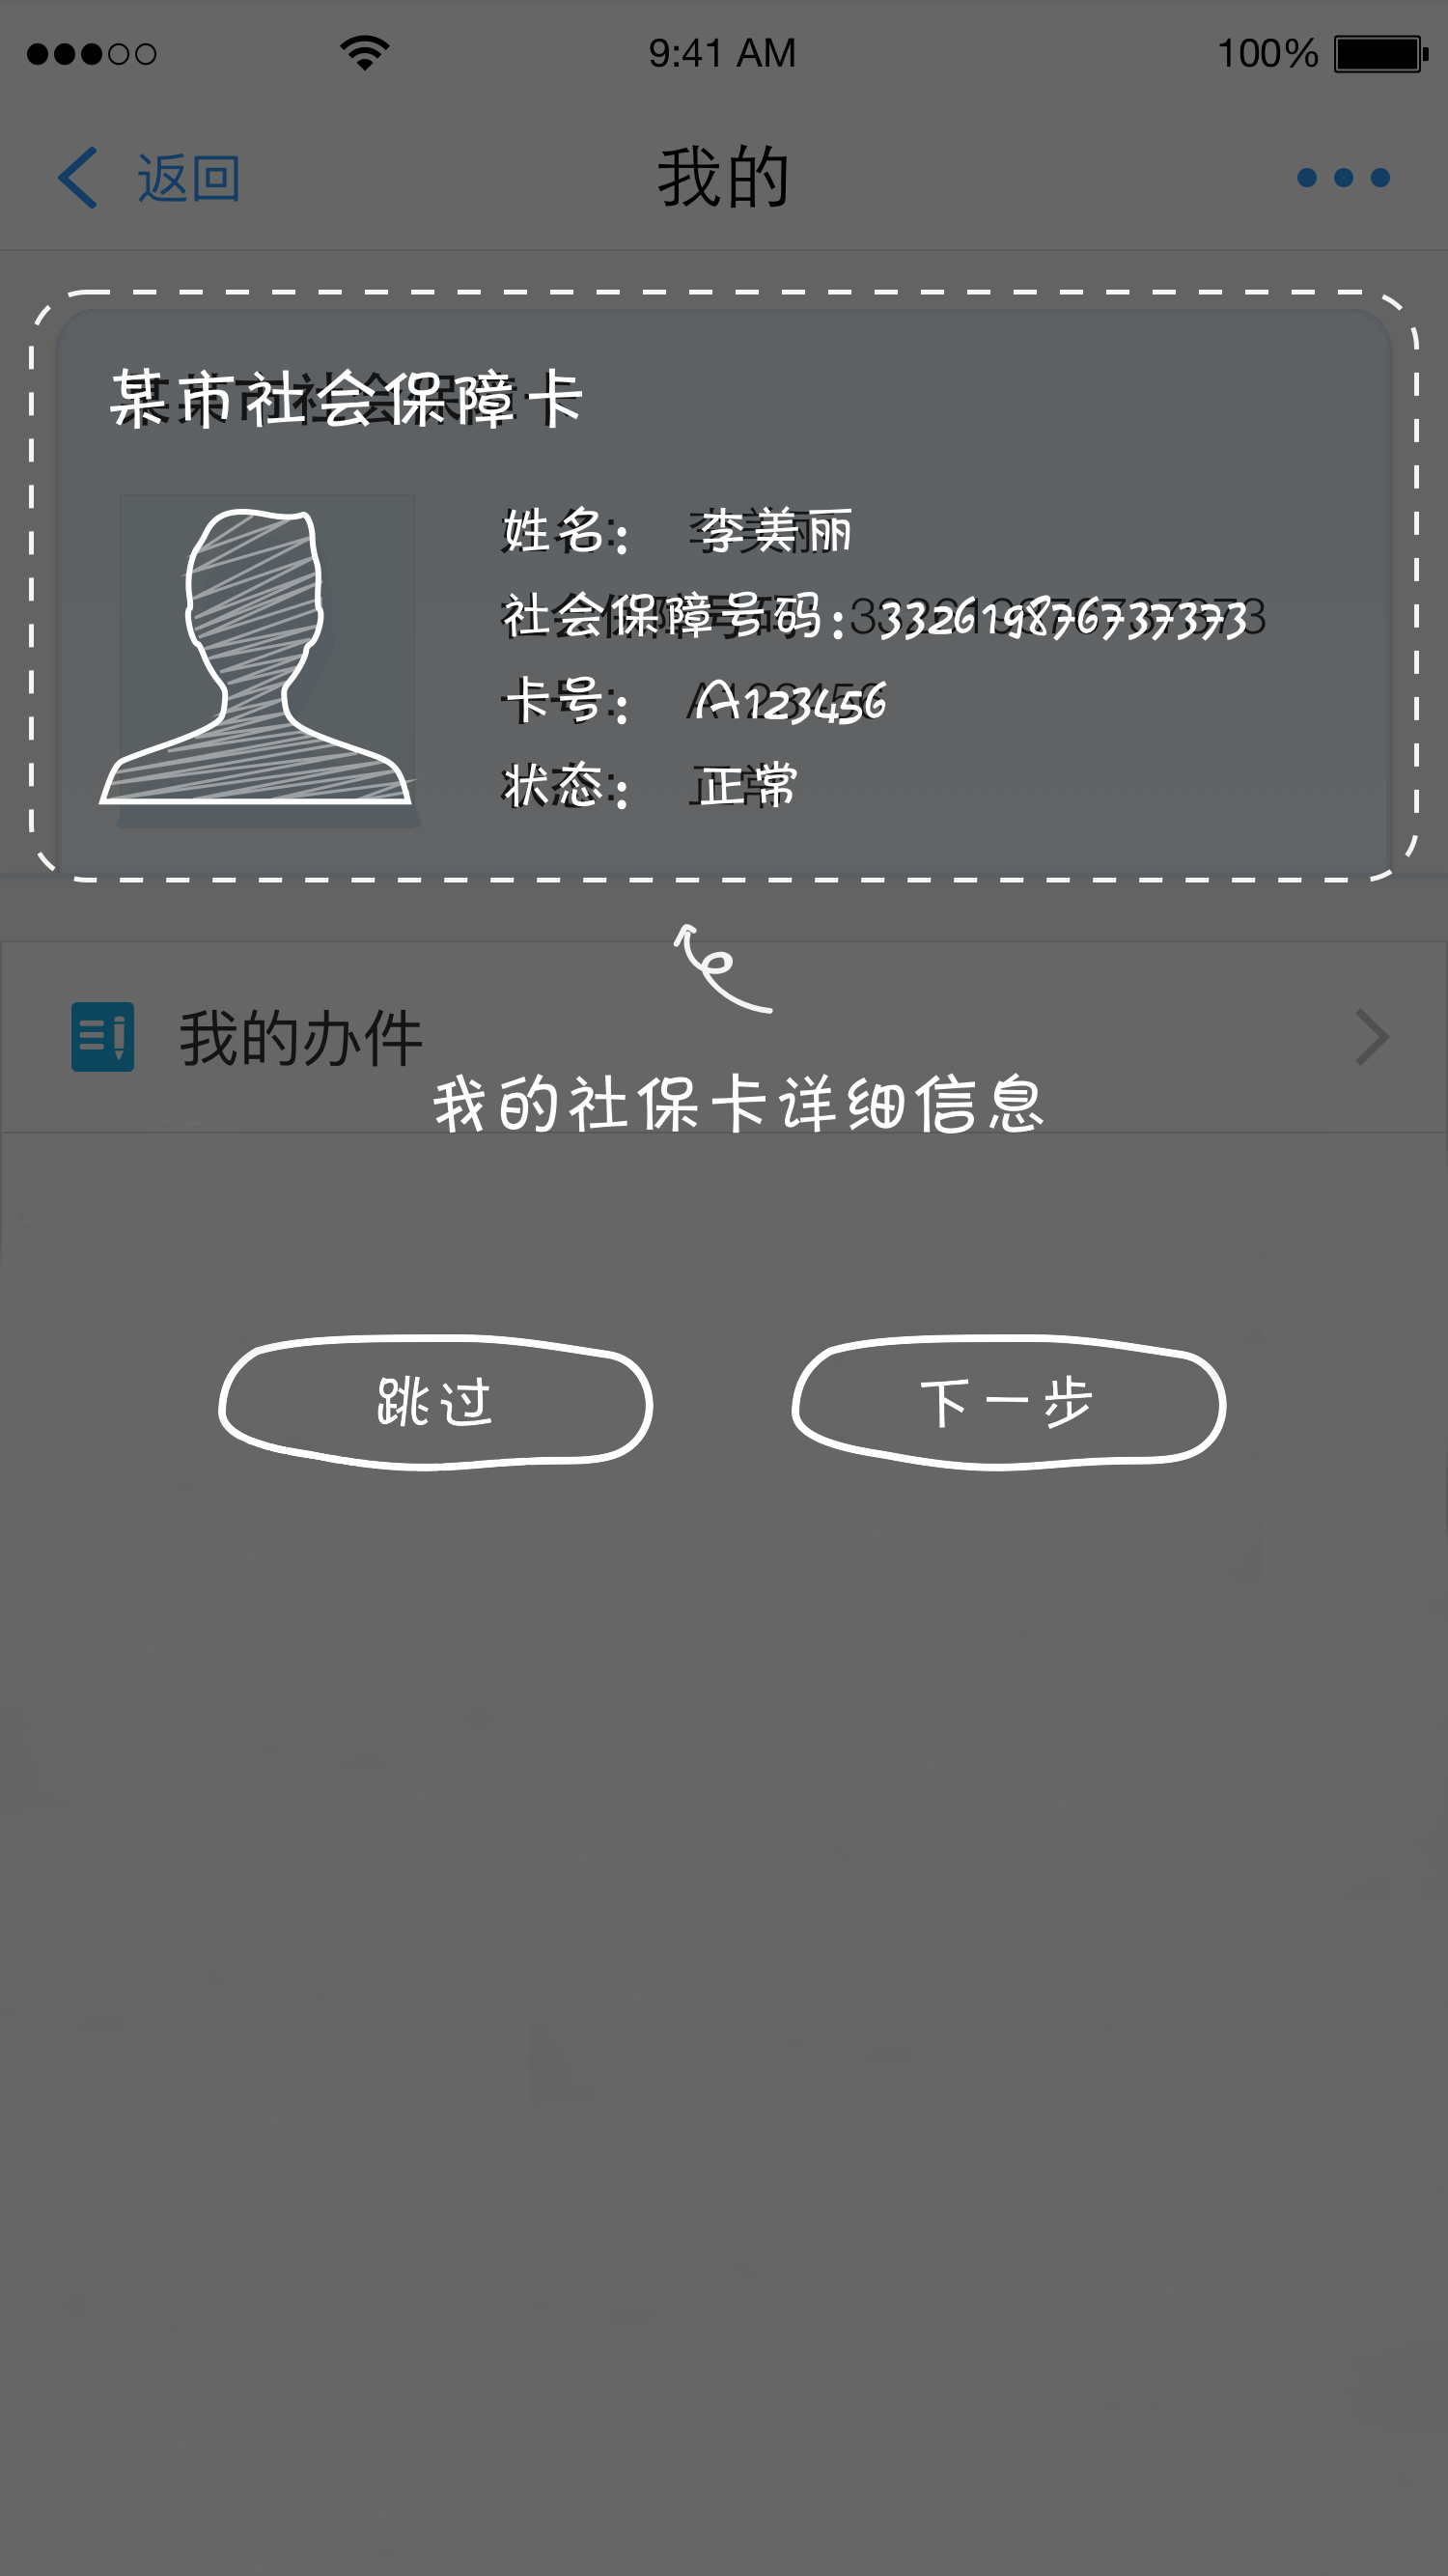 9:41 AM 100%
返回 我的
某市社会保障卡
姓名: 李美丽
社会保障号码: 332619876737373
卡号: A123456
状态: 正常
我的办件
我的社保卡详细信息
跳过 下一步